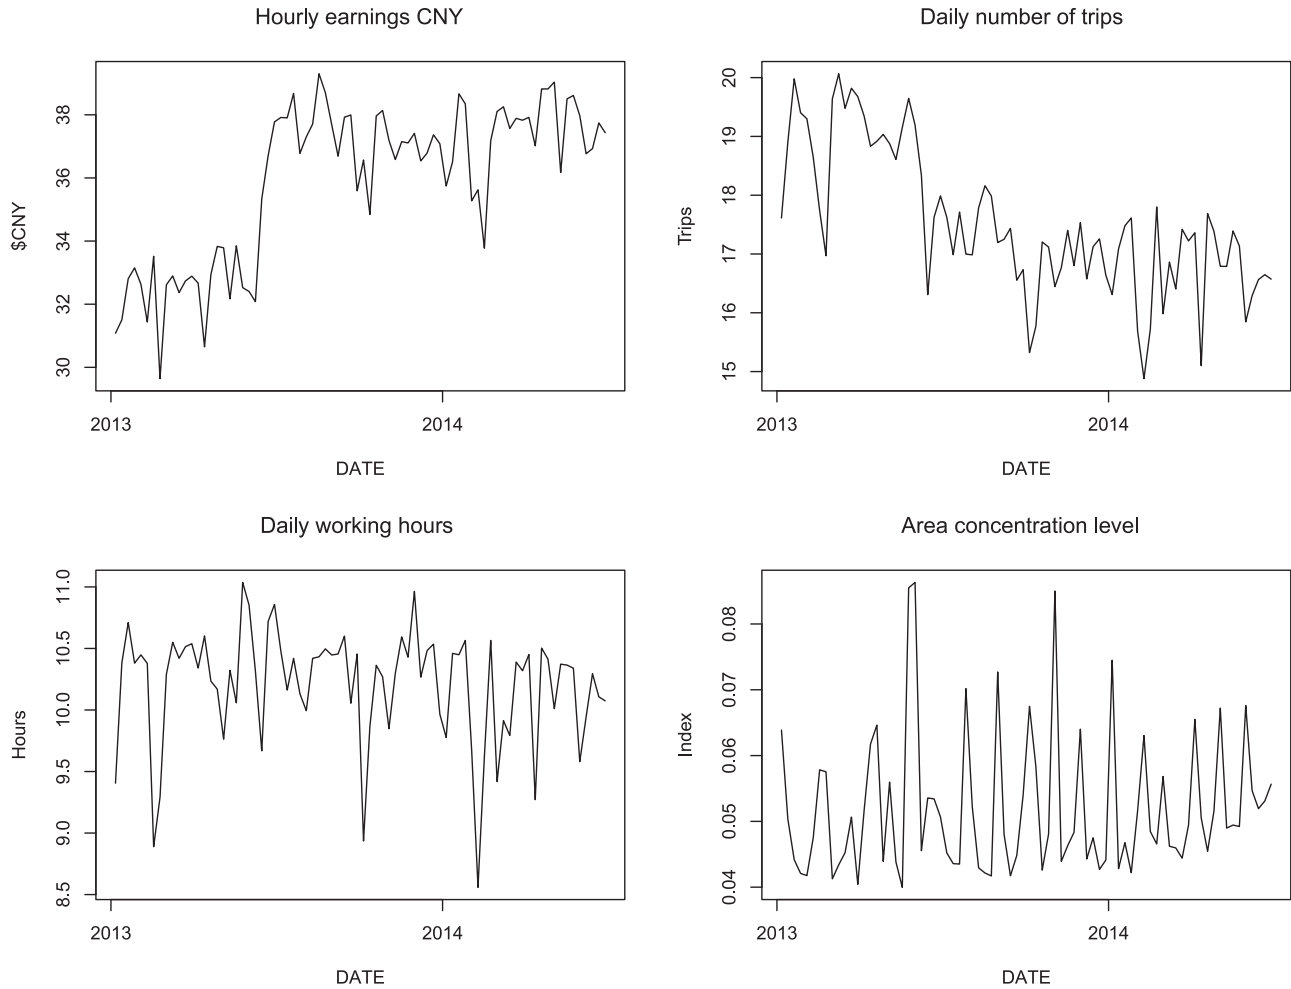 Hourly earnings CNY
$CNY
38
36
34
32
30
2013 2014
DATE
Daily number of trips
Trips
20
19
18
17
16
15
2013 2014
DATE
Daily working hours
Hours
11.0
10.5
10.0
9.5
9.0
8.5
2013 2014
DATE
Area concentration level
Index
0.08
0.07
0.06
0.05
0.04
2013 2014
DATE